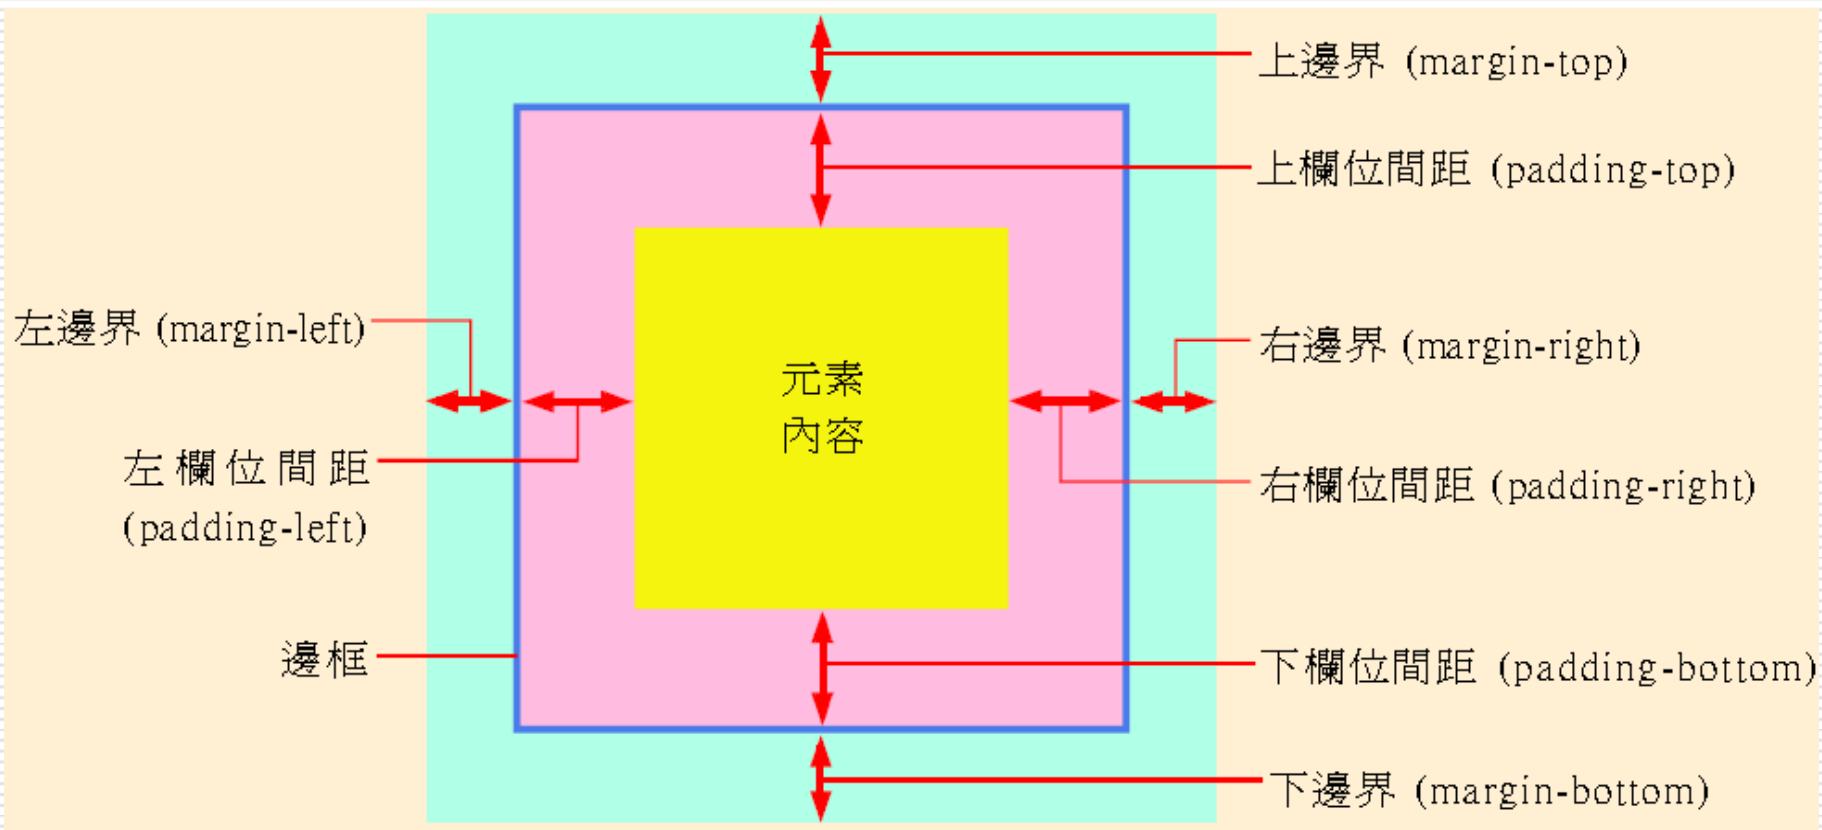 上邊界 (margin-top)
上欄位間距 (padding-top)
左邊界 (margin-left)
右邊界 (margin-right)
元素
內容
左欄位間距
(padding-left)
右欄位間距 (padding-right)
邊框
下欄位間距 (padding-bottom)
下邊界 (margin-bottom)